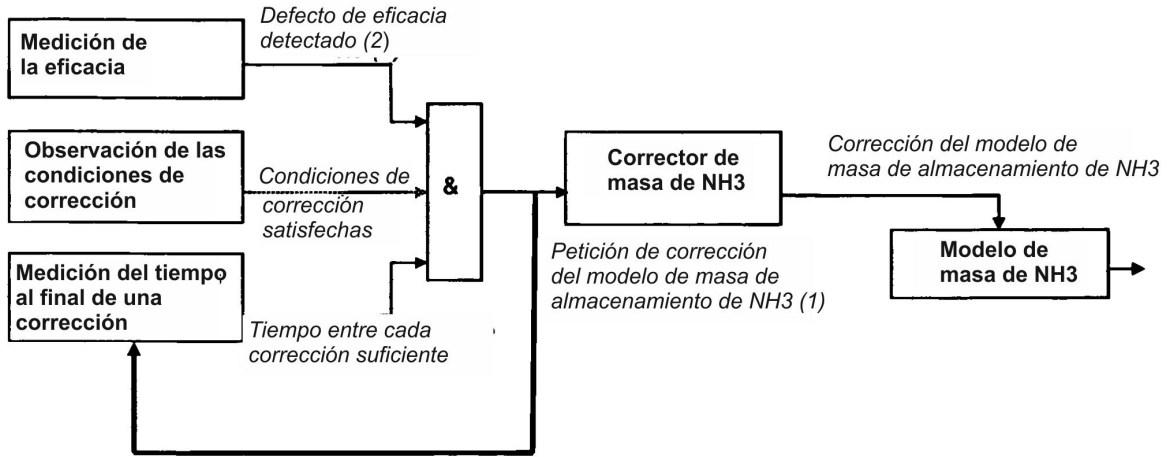 Medición de
la eficacia
Defecto de eficacia
detectado (2)
Observación de las
condiciones de
corrección
Condiciones de
corrección
satisfechas
Medición del tiempo
al final de una
corrección
Tiempo entre cada
corrección suficiente
&
Corrector de
masa de NH3
Petición de corrección
del modelo de masa de
almacenamiento de NH3 (1)
Corrección del modelo de
masa de almacenamiento de NH3
Modelo de
masa de NH3